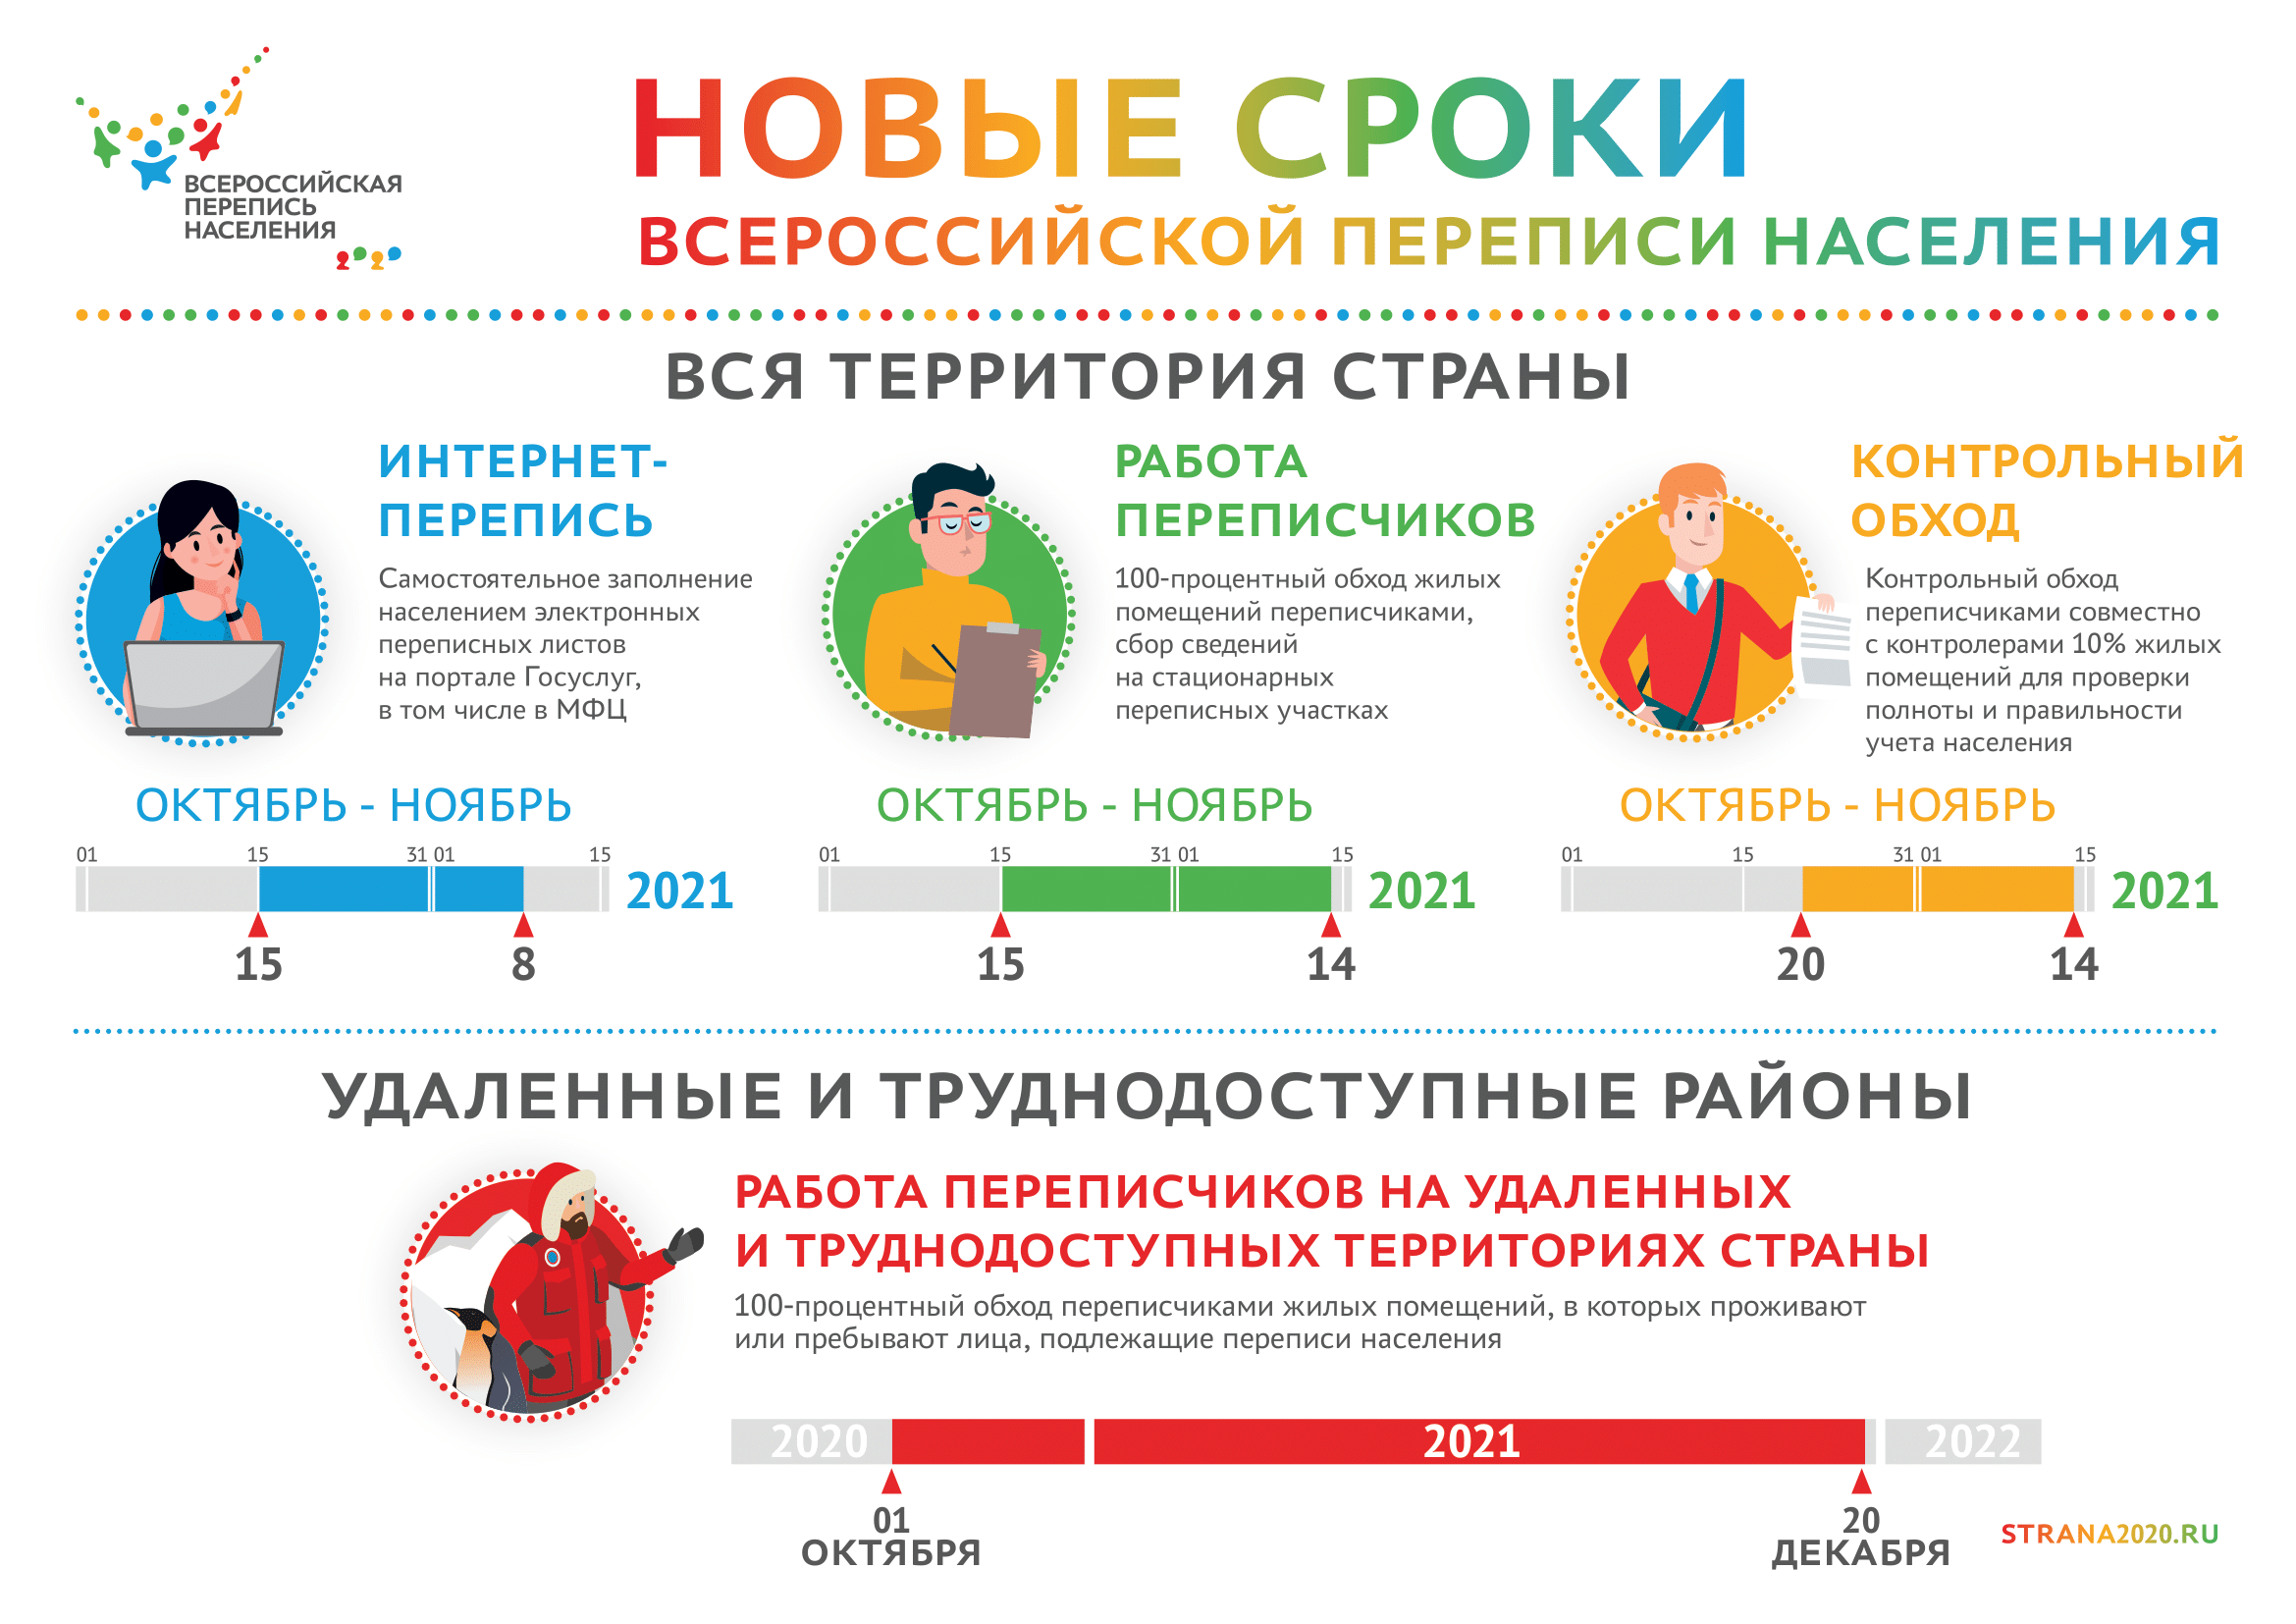 ВСЕРОССИЙСКАЯ
ПЕРЕПИСЬ
НАСЕЛЕНИЯ
НОВЫЕ СРОКИ
ВСЕРОССИЙСКОЙ ПЕРЕПИСИ НАСЕЛЕНИЯ
ВСЯ ТЕРРИТОРИЯ СТРАНЫ
ИНТЕРНЕТ-
ПЕРЕПИСЬ
Самостоятельное заполнение
населением электронных
переписных листов
на портале Госуслуг,
в том числе в МФЦ
ОКТЯБРЬ - НОЯБРЬ
01 15 31 01 15
2021
15 8
РАБОТА
ПЕРЕПИСЧИКОВ
100-процентный обход жилых
помещений переписчиками,
сбор сведений
на стационарных
переписных участках
ОКТЯБРЬ - НОЯБРЬ
01 15 31 01 15
2021
15 14
КОНТРОЛЬНЫЙ
ОБХОД
Контрольный обход
переписчиками совместно
с контролерами 10% жилых
помещений для проверки
полноты и правильности
учета населения
ОКТЯБРЬ - НОЯБРЬ
01 15 31 01 15
2021
20 14
УДАЛЕННЫЕ И ТРУДНОДОСТУПНЫЕ РАЙОНЫ
РАБОТА ПЕРЕПИСЧИКОВ НА УДАЛЕННЫХ
И ТРУДНОДОСТУПНЫХ ТЕРРИТОРИЯХ СТРАНЫ
100-процентный обход переписчиками жилых помещений, в которых проживают
или пребывают лица, подлежащие переписи населения
2020 2021 2022
01
ОКТЯБРЯ
20
ДЕКАБРЯ
STRANA2020.RU